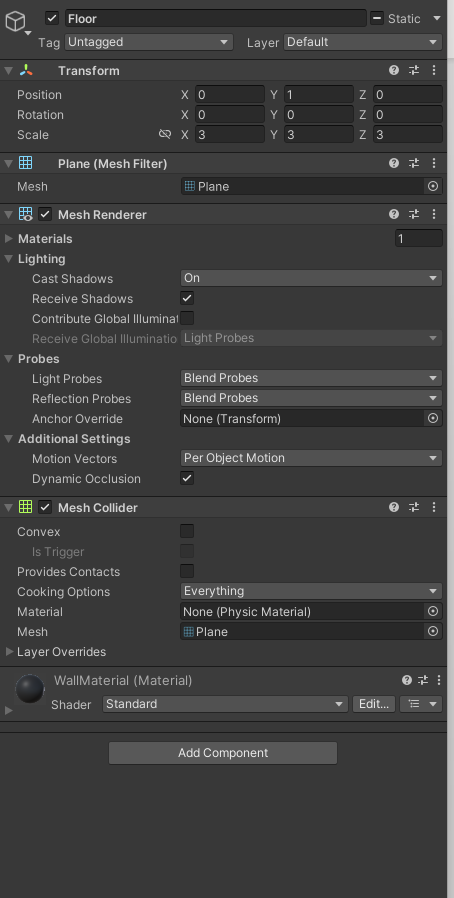 Floor
Static
Tag Untagged Layer Default
Transform
Position X 0 Y 1 Z 0
Rotation X 0 Y 0 Z 0
Scale X 3 Y 3 Z 3
Plane (Mesh Filter)
Mesh Plane
Mesh Renderer
Materials 1
Lighting
Cast Shadows On
Receive Shadows
Contribute Global Illuminat
Receive Global Illuminatio Light Probes
Probes
Light Probes Blend Probes
Reflection Probes Blend Probes
Anchor Override None (Transform)
Additional Settings
Motion Vectors Per Object Motion
Dynamic Occlusion
Mesh Collider
Convex
Is Trigger
Provides Contacts
Cooking Options Everything
Material None (Physic Material)
Mesh Plane
Layer Overrides
WallMaterial (Material)
Shader Standard Edit...
Add Component